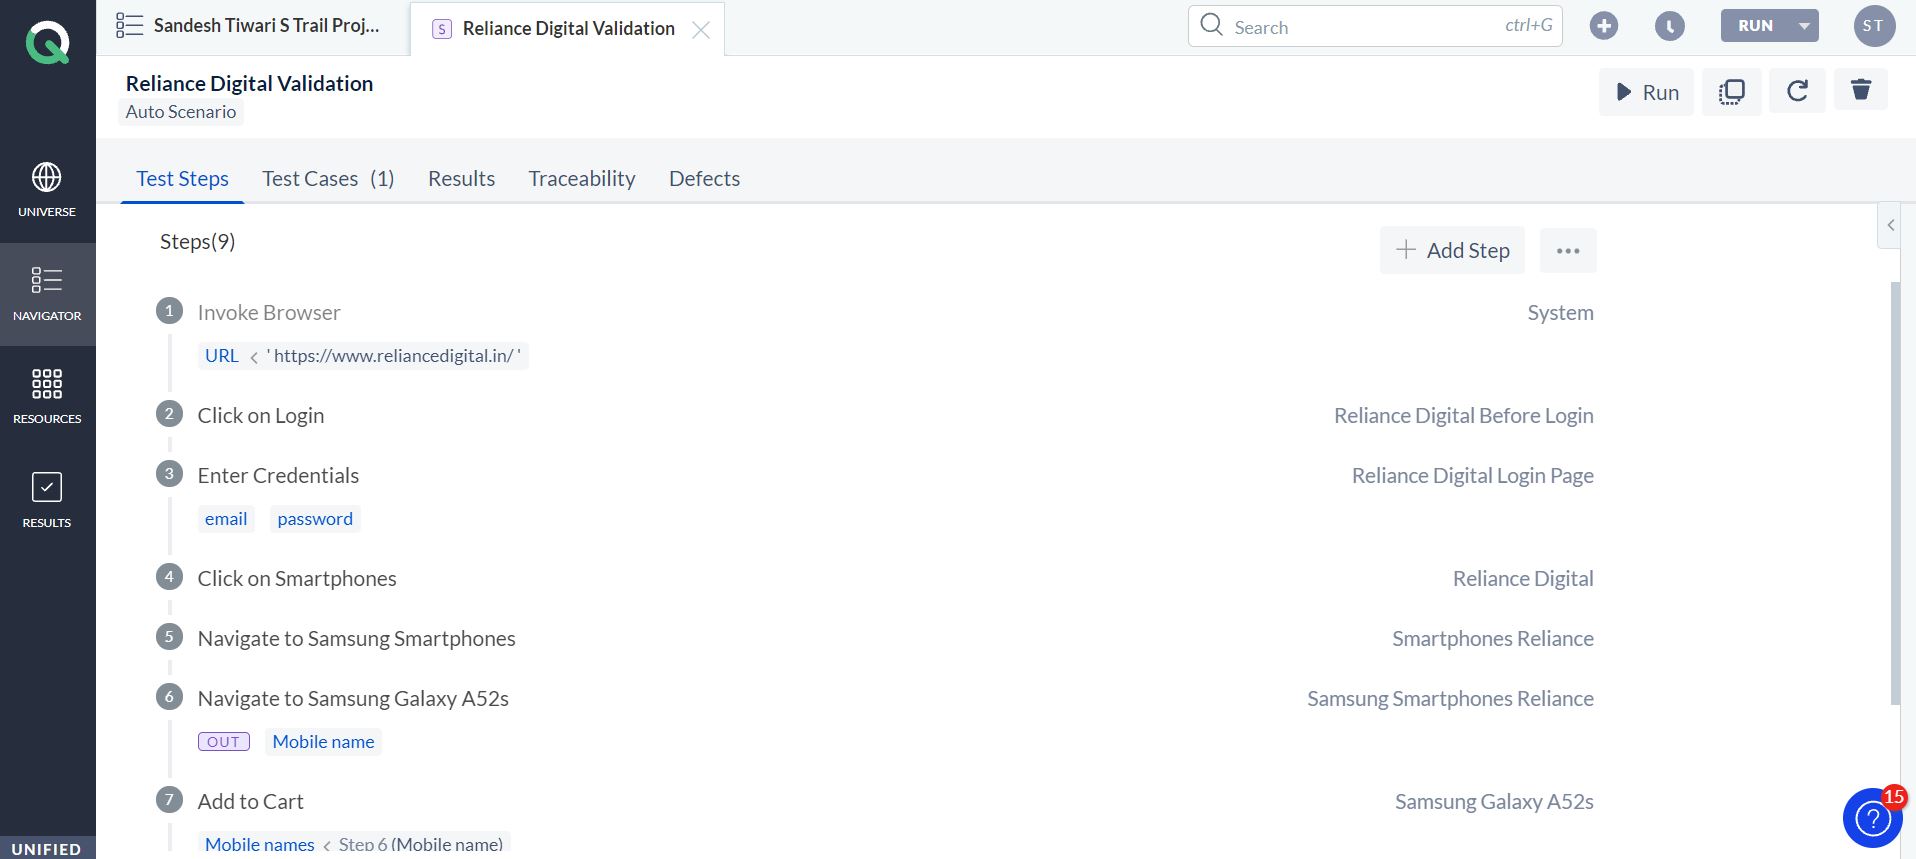 Sandesh Tiwari S Trail Proj...
S Reliance Digital Validation
Search ctrl+G
RUN
ST
Reliance Digital Validation
Auto Scenario
Run
UNIVERSE
NAVIGATOR
RESOURCES
RESULTS
UNIFIED
Test Steps Test Cases (1) Results Traceability Defects
Steps(9)
Add Step
1 Invoke Browser System
URL < ' https://www.reliancedigital.in/ '
2 Click on Login Reliance Digital Before Login
3 Enter Credentials Reliance Digital Login Page
email password
4 Click on Smartphones Reliance Digital
5 Navigate to Samsung Smartphones Smartphones Reliance
6 Navigate to Samsung Galaxy A52s Samsung Smartphones Reliance
OUT Mobile name
7 Add to Cart Samsung Galaxy A52s
Mobile names < Step 6 (Mobile name)
15
?